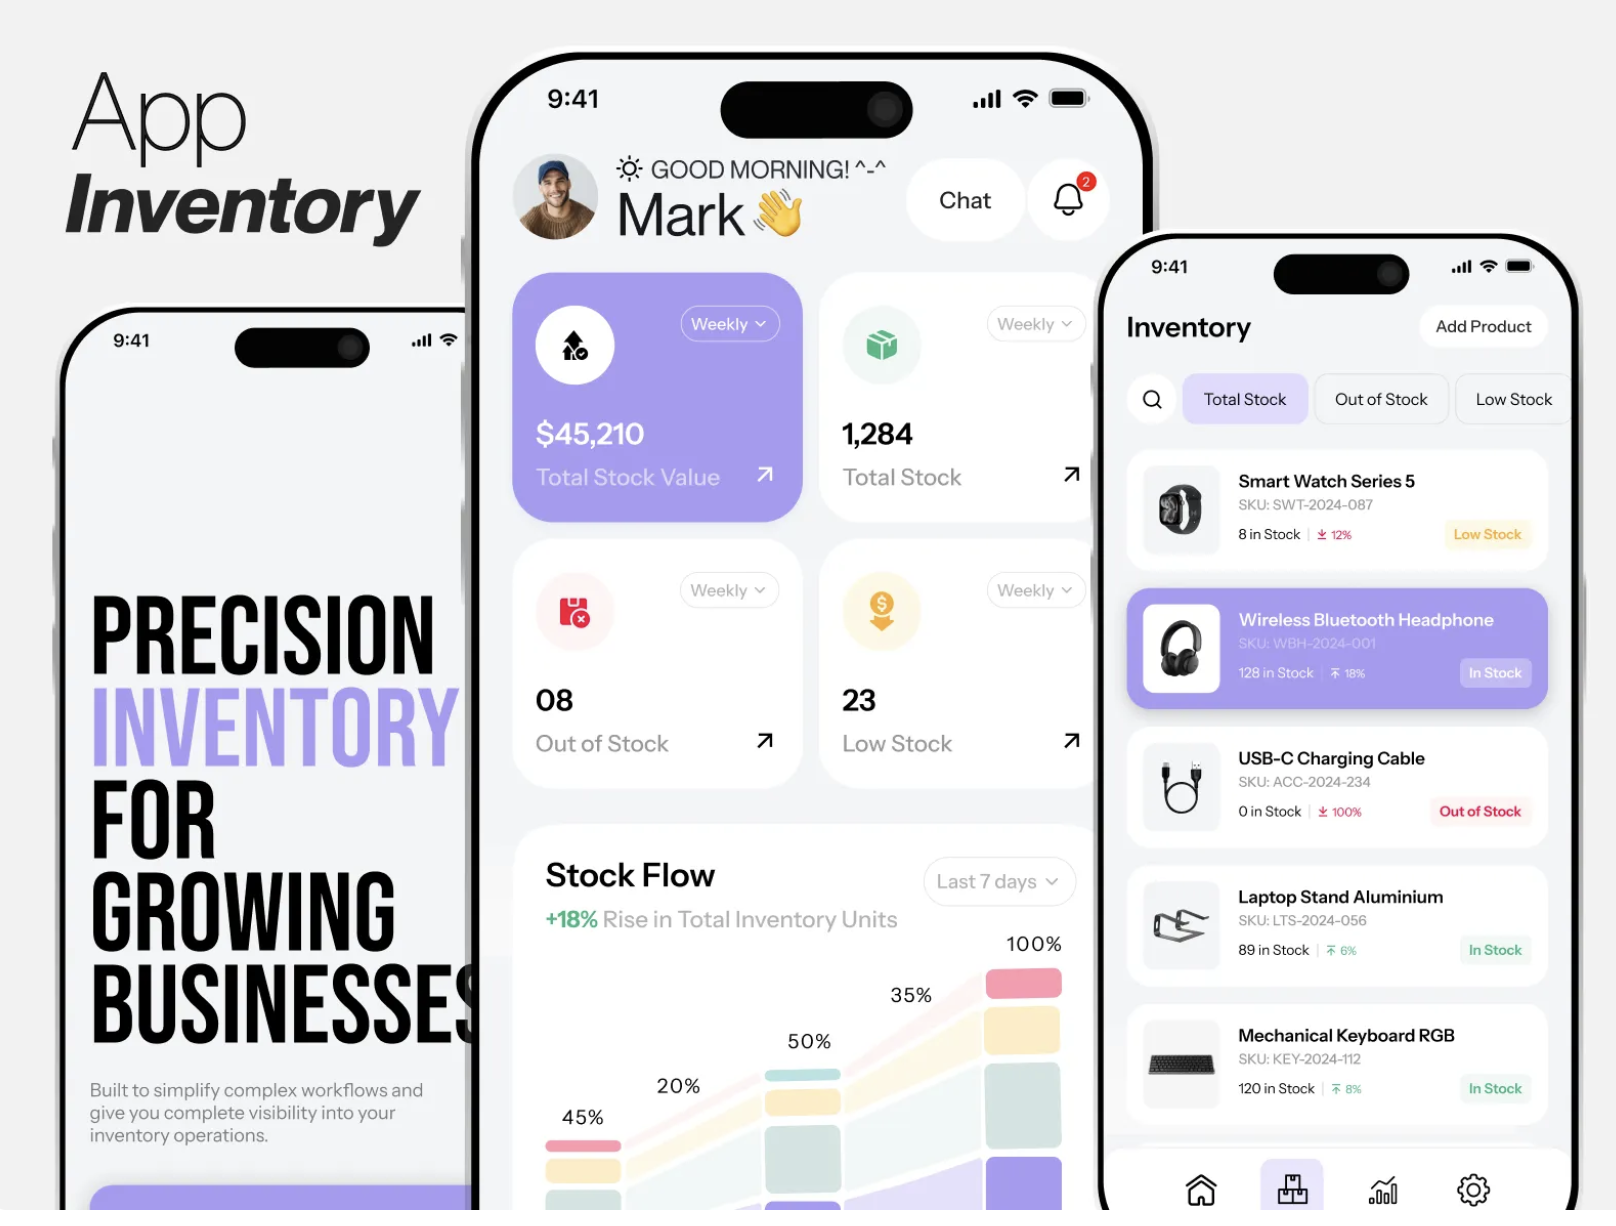 App
Inventory
9:41
PRECISION
INVENTORY
FOR
GROWING
BUSINESSES
Built to simplify complex workflows and
give you complete visibility into your
inventory operations.
9:41
GOOD MORNING! ^-^
Mark 👋
Chat
2
Weekly
$45,210
Total Stock Value
Weekly
1,284
Total Stock
Weekly
08
Out of Stock
Weekly
23
Low Stock
Stock Flow
Last 7 days
+18% Rise in Total Inventory Units
45%
20%
50%
35%
100%
9:41
Inventory
Add Product
Total Stock
Out of Stock
Low Stock
Smart Watch Series 5
SKU: SWT-2024-087
8 in Stock | 12%
Low Stock
Wireless Bluetooth Headphone
SKU: WBH-2024-001
128 in Stock | 18%
In Stock
USB-C Charging Cable
SKU: ACC-2024-234
0 in Stock | 100%
Out of Stock
Laptop Stand Aluminium
SKU: LTS-2024-056
89 in Stock | 6%
In Stock
Mechanical Keyboard RGB
SKU: KEY-2024-112
120 in Stock | 8%
In Stock